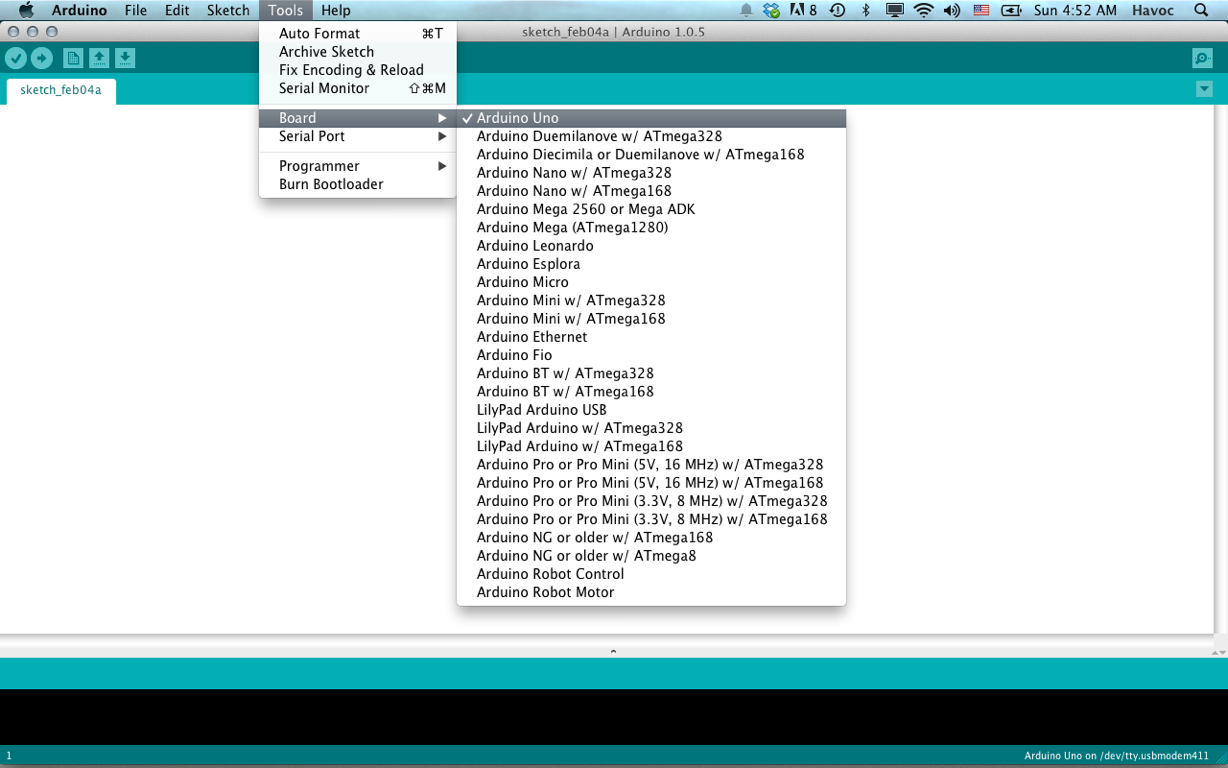 Arduino File Edit Sketch Tools Help 8 Sun 4:52 AM Havoc
sketch_feb04a | Arduino 1.0.5
Auto Format ⌘T
Archive Sketch
Fix Encoding & Reload
Serial Monitor ⇧⌘M
sketch_feb04a
Board
Serial Port
Programmer
Burn Bootloader
✓ Arduino Uno
Arduino Duemilanove w/ ATmega328
Arduino Diecimila or Duemilanove w/ ATmega168
Arduino Nano w/ ATmega328
Arduino Nano w/ ATmega168
Arduino Mega 2560 or Mega ADK
Arduino Mega (ATmega1280)
Arduino Leonardo
Arduino Esplora
Arduino Micro
Arduino Mini w/ ATmega328
Arduino Mini w/ ATmega168
Arduino Ethernet
Arduino Fio
Arduino BT w/ ATmega328
Arduino BT w/ ATmega168
LilyPad Arduino USB
LilyPad Arduino w/ ATmega328
LilyPad Arduino w/ ATmega168
Arduino Pro or Pro Mini (5V, 16 MHz) w/ ATmega328
Arduino Pro or Pro Mini (5V, 16 MHz) w/ ATmega168
Arduino Pro or Pro Mini (3.3V, 8 MHz) w/ ATmega328
Arduino Pro or Pro Mini (3.3V, 8 MHz) w/ ATmega168
Arduino NG or older w/ ATmega168
Arduino NG or older w/ ATmega8
Arduino Robot Control
Arduino Robot Motor
1 Arduino Uno on /dev/tty.usbmodem411